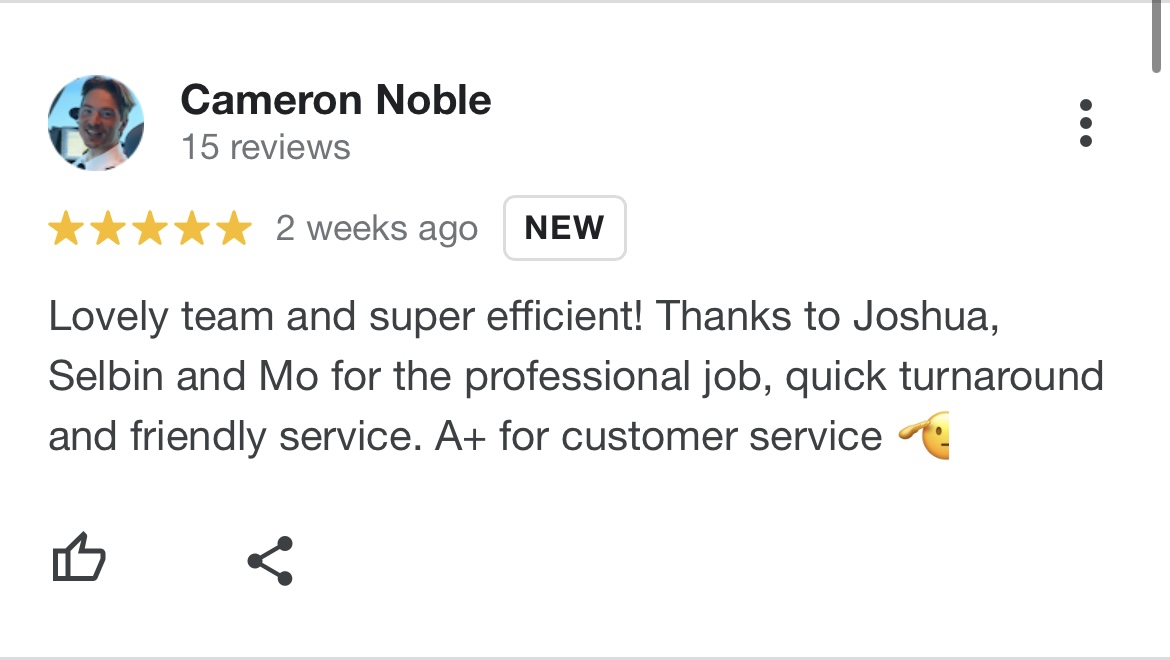 Cameron Noble
15 reviews
★★★★★ 2 weeks ago NEW
Lovely team and super efficient! Thanks to Joshua,
Selbin and Mo for the professional job, quick turnaround
and friendly service. A+ for customer service 🫡